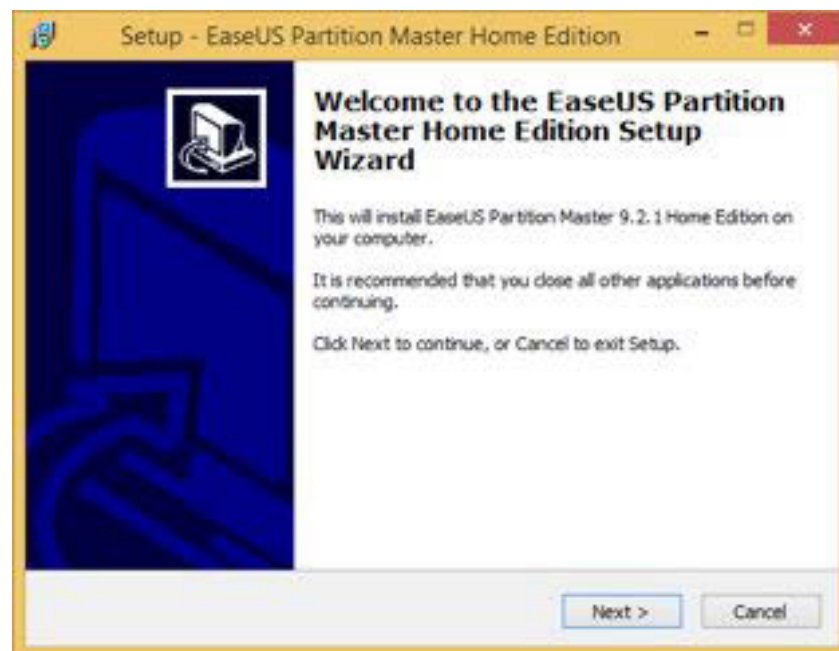 Setup - EaseUS Partition Master Home Edition
Welcome to the EaseUS Partition
Master Home Edition Setup
Wizard
This will install EaseUS Partition Master 9.2.1 Home Edition on
your computer.
It is recommended that you close all other applications before
continuing.
Click Next to continue, or Cancel to exit Setup.
Next >
Cancel